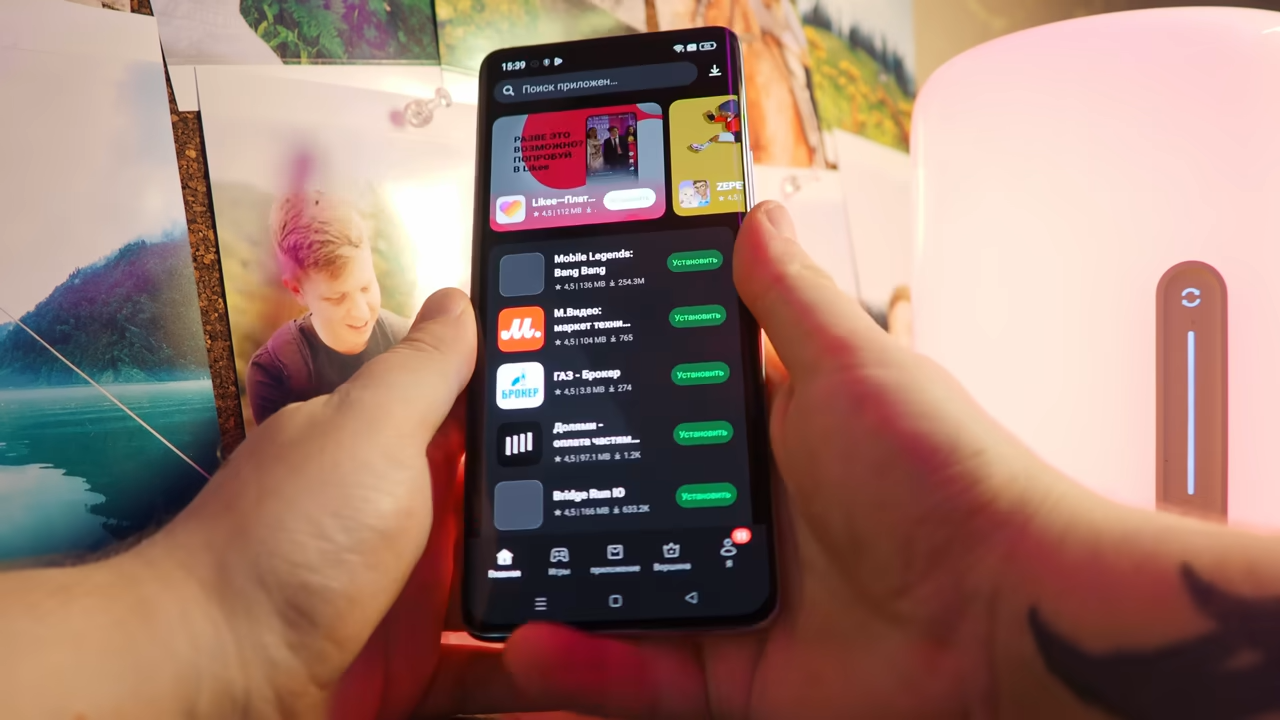 15:39
Поиск приложен...
РАЗВЕ ЭТО
ВОЗМОЖНО?
ПОПРОБУЙ
В Likee
Likee—Плат...
4,5 | 112 MB
Установить
ZEPE
4,5 |
Mobile Legends:
Bang Bang
4,5 | 136 MB 254.3M
Установить
М.Видео:
маркет техни...
4,5 | 104 MB 765
Установить
М.
ГАЗ - Брокер
4,5 | 3.8 MB 274
Установить
БРОКЕР
Долями -
оплата частям...
4,5 | 97.1 MB 1.2K
Установить
Bridge Run IO
4,5 | 166 MB 633.2K
Установить
Главная
Игры
приложение
Вершина
Я